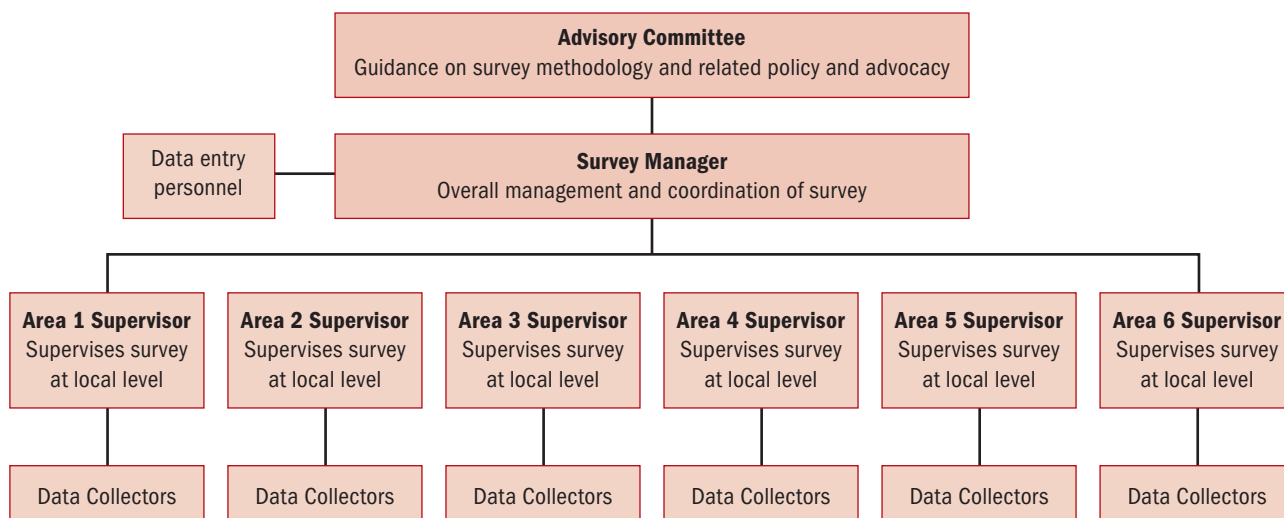 Advisory Committee
Guidance on survey methodology and related policy and advocacy
Data entry
personnel
Survey Manager
Overall management and coordination of survey
Area 1 Supervisor
Supervises survey
at local level
Area 2 Supervisor
Supervises survey
at local level
Area 3 Supervisor
Supervises survey
at local level
Area 4 Supervisor
Supervises survey
at local level
Area 5 Supervisor
Supervises survey
at local level
Area 6 Supervisor
Supervises survey
at local level
Data Collectors
Data Collectors
Data Collectors
Data Collectors
Data Collectors
Data Collectors